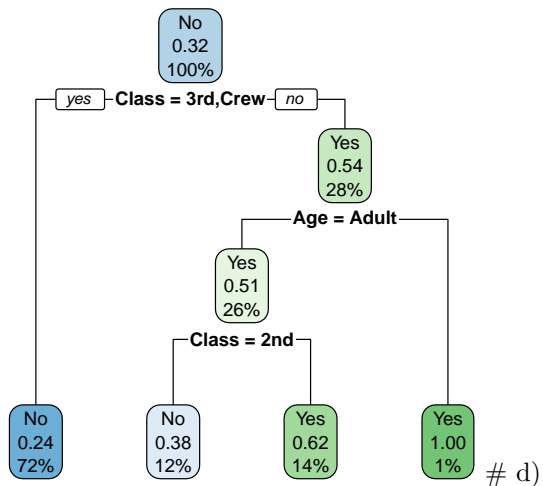 No
0.32
100%
yes Class = 3rd,Crew no
Yes
0.54
28%
Age = Adult
Yes
0.51
26%
Class = 2nd
No
0.24
72%
No
0.38
12%
Yes
0.62
14%
Yes
1.00
1%
# d)